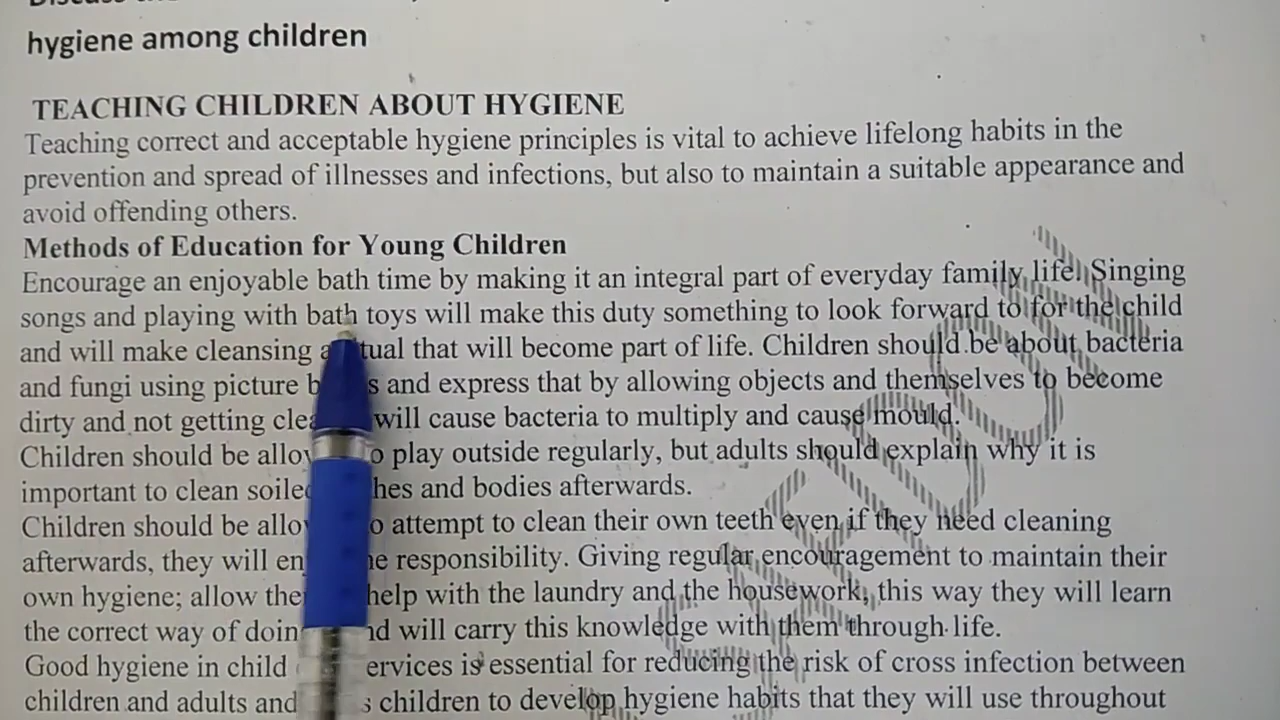 hygiene among children
TEACHING CHILDREN ABOUT HYGIENE
Teaching correct and acceptable hygiene principles is vital to achieve lifelong habits in the
prevention and spread of illnesses and infections, but also to maintain a suitable appearance and
avoid offending others.
Methods of Education for Young Children
Encourage an enjoyable bath time by making it an integral part of everyday family life. Singing
songs and playing with bath toys will make this duty something to look forward to for the child
and will make cleansing a that will become part of life. Children should be about bacteria
and fungi using picture and express that by allowing objects and themselves to become
dirty and not getting will cause bacteria to multiply and cause mould.
Children should be to play outside regularly, but adults should explain why it is
important to clean and bodies afterwards.
Children should be attempt to clean their own teeth even if they need cleaning
afterwards, they will responsibility. Giving regular encouragement to maintain their
own hygiene; allow help with the laundry and the housework, this way they will learn
the correct way of will carry this knowledge with them through life.
Good hygiene in child is essential for reducing the risk of cross infection between
children and adults and children to develop hygiene habits that they will use throughout